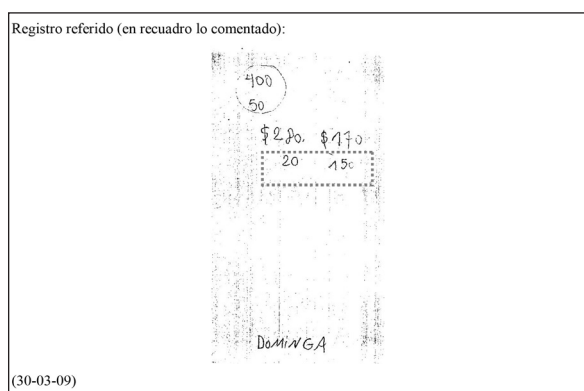 Registro referido (en recuadro lo comentado):
400
50
$280. $170
20 150
DOMINGA
(30-03-09)